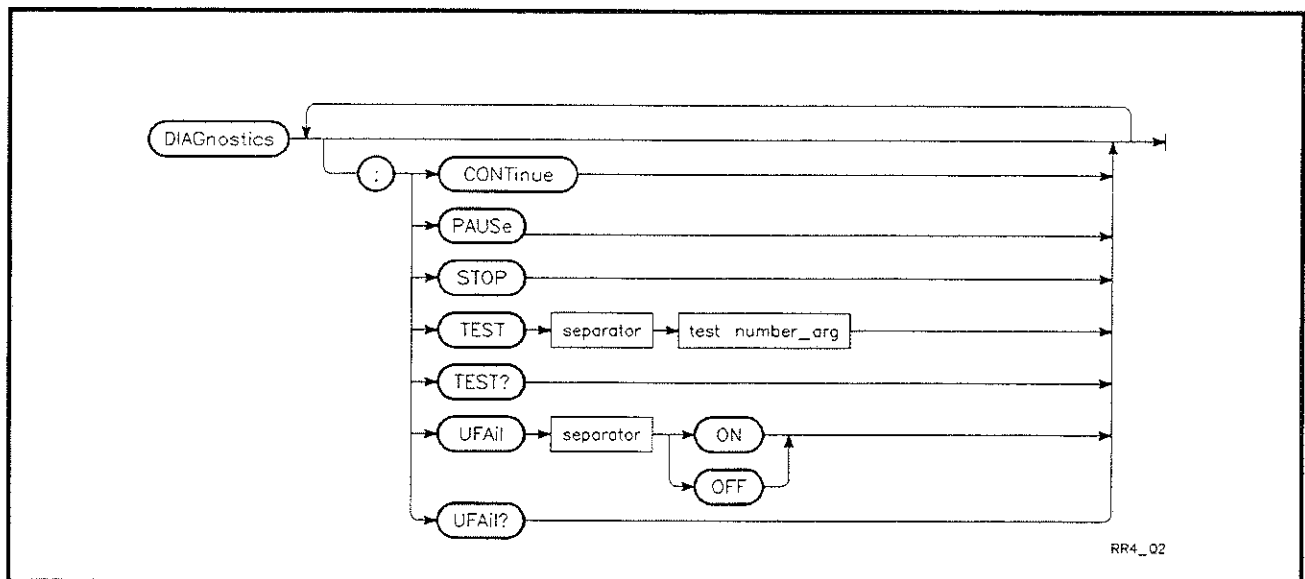 DIAGnostics
:
CONTinue
PAUSe
STOP
TEST separator test number_arg
TEST?
UFAil separator ON
OFF
UFAil?
RR4_02